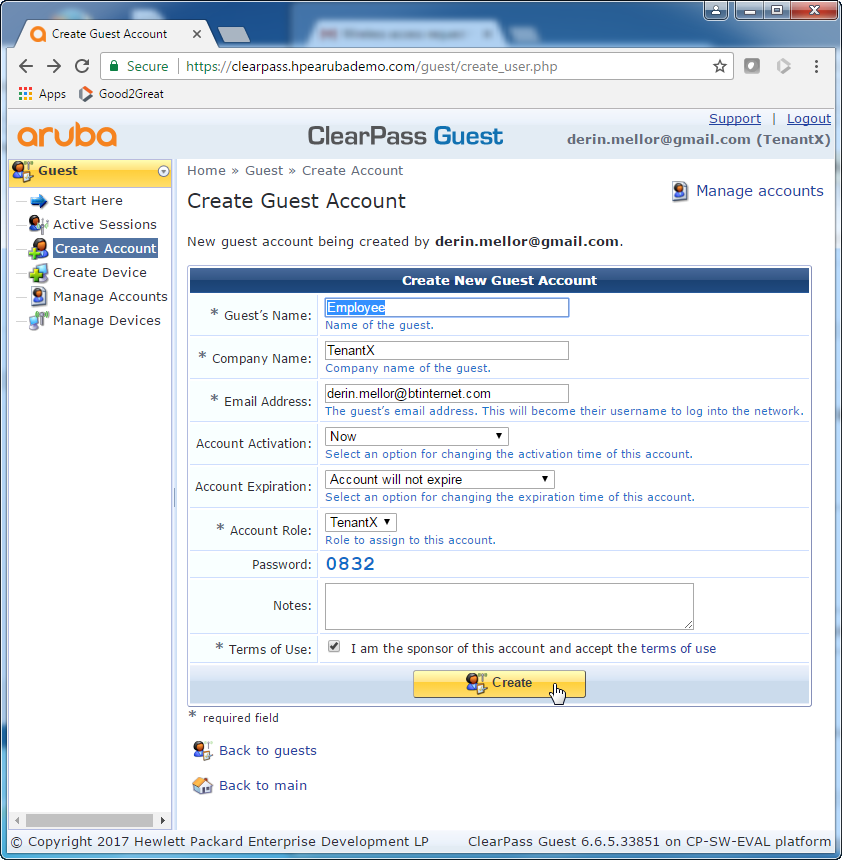 Create Guest Account
Wireless access request
Secure
https://clearpass.hpearubademo.com/guest/create_user.php
Apps
Good2Great
aruba
ClearPass Guest
Support | Logout
derin.mellor@gmail.com (TenantX)
Guest
Start Here
Active Sessions
Create Account
Create Device
Manage Accounts
Manage Devices
Home » Guest » Create Account
Create Guest Account
Manage accounts
New guest account being created by derin.mellor@gmail.com.
Create New Guest Account
* Guest's Name: Employee
Name of the guest.
* Company Name: TenantX
Company name of the guest.
* Email Address: derin.mellor@btinternet.com
The guest's email address. This will become their username to log into the network.
Account Activation: Now
Select an option for changing the activation time of this account.
Account Expiration: Account will not expire
Select an option for changing the expiration time of this account.
* Account Role: TenantX
Role to assign to this account.
Password: 0832
Notes:
* Terms of Use: I am the sponsor of this account and accept the terms of use
Create
* required field
Back to guests
Back to main
© Copyright 2017 Hewlett Packard Enterprise Development LP
ClearPass Guest 6.6.5.33851 on CP-SW-EVAL platform